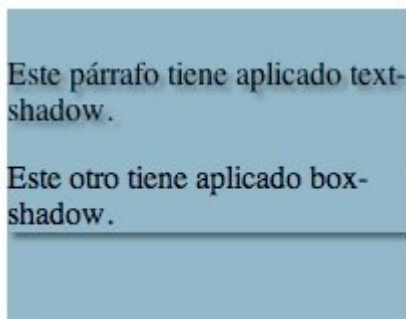 Este párrafo tiene aplicado text-
shadow.
Este otro tiene aplicado box-
shadow.